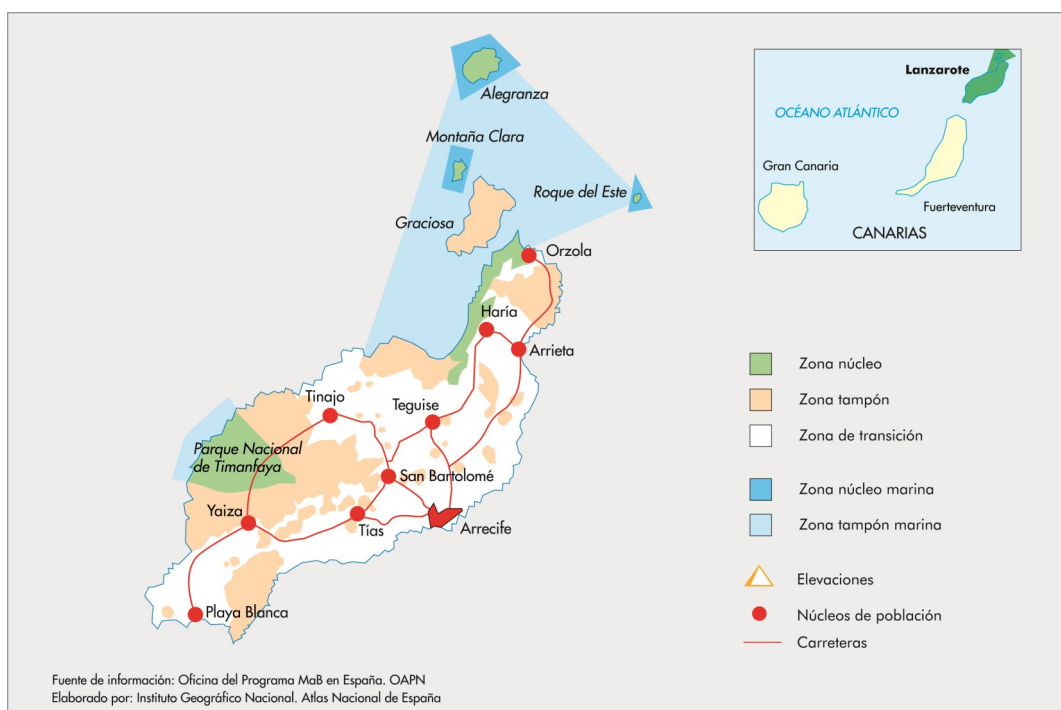 Alegranza
Montaña Clara
Roque del Este
Graciosa
Orzola
Haría
Arrieta
Tinajo
Teguise
Parque Nacional
de Timanfaya
San Bartolomé
Yaiza
Tías
Arrecife
Playa Blanca
Lanzarote
OCÉANO ATLÁNTICO
Gran Canaria
Fuerteventura
CANARIAS
Zona núcleo
Zona tampón
Zona de transición
Zona núcleo marina
Zona tampón marina
Elevaciones
Núcleos de población
Carreteras
Fuente de información: Oficina del Programa MaB en España. OAPN
Elaborado por: Instituto Geográfico Nacional. Atlas Nacional de España